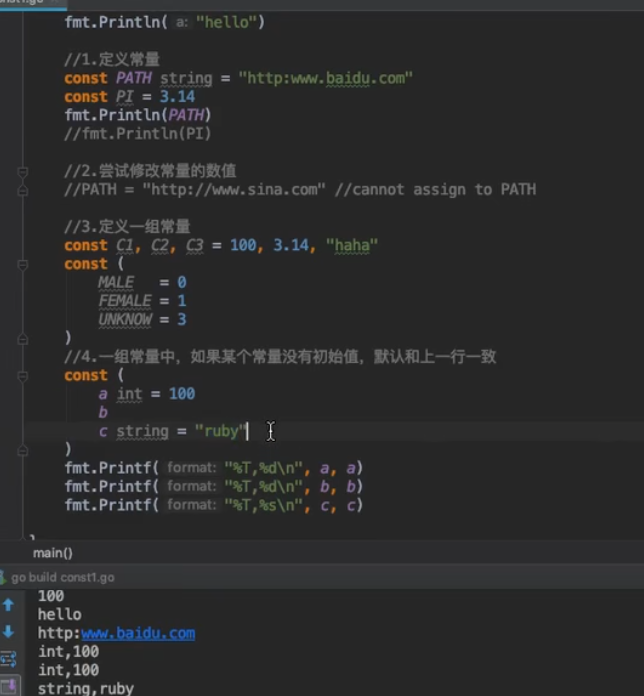 fmt.Println( a: "hello")
//1.定义常量
const PATH string = "http:www.baidu.com"
const PI = 3.14
fmt.Println(PATH)
//fmt.Println(PI)
//2.尝试修改常量的数值
//PATH = "http://www.sina.com" //cannot assign to PATH
//3.定义一组常量
const C1, C2, C3 = 100, 3.14, "haha"
const (
MALE = 0
FEMALE = 1
UNKNOW = 3
)
//4.一组常量中，如果某个常量没有初始值，默认和上一行一致
const (
a int = 100
b
c string = "ruby"
)
fmt.Printf( format: "%T,%d\n", a, a)
fmt.Printf( format: "%T,%d\n", b, b)
fmt.Printf( format: "%T,%s\n", c, c)
}
main()
go build const1.go
100
hello
http:www.baidu.com
int,100
int,100
string,ruby